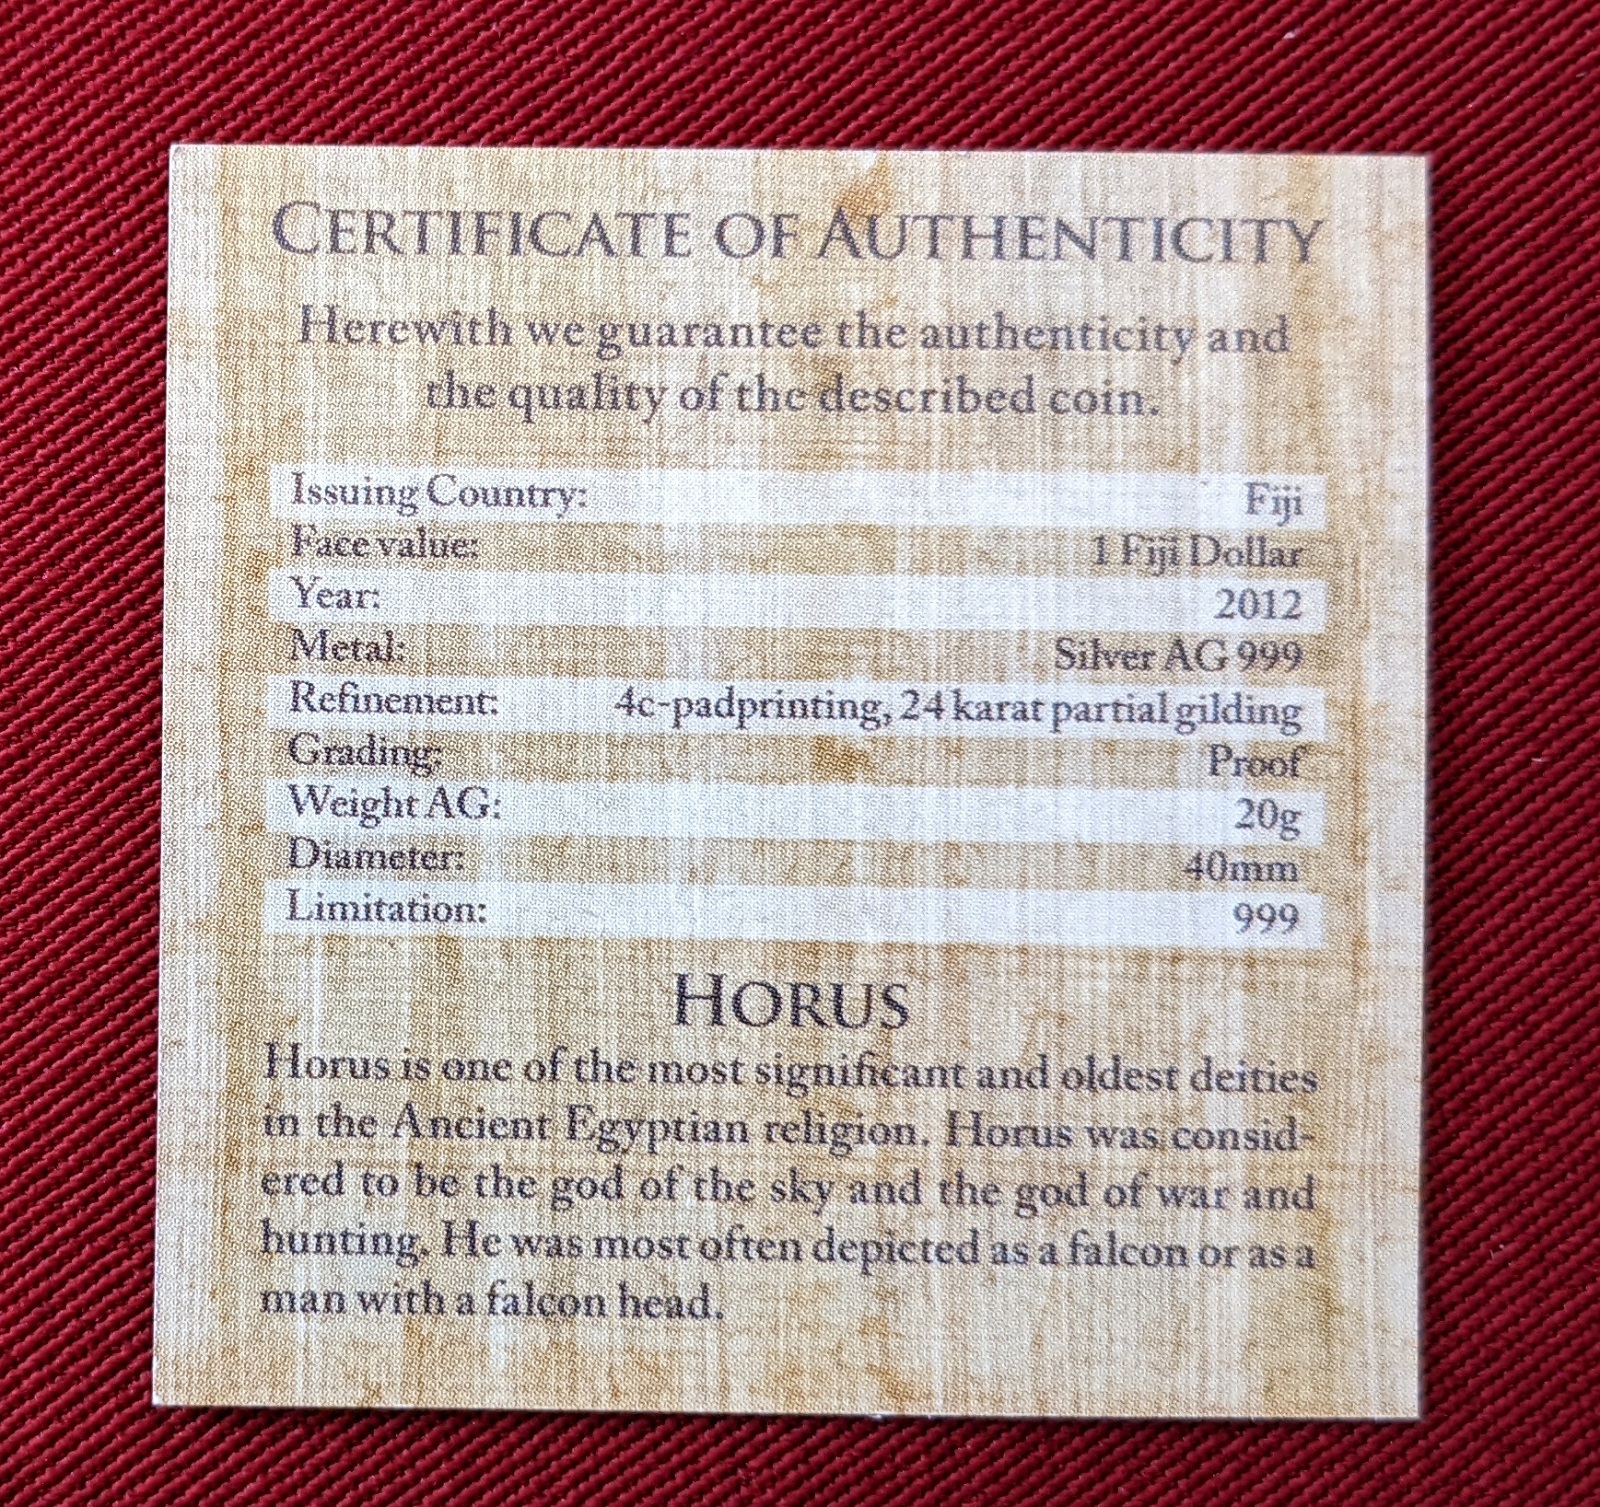 CERTIFICATE OF AUTHENTICITY
Herewith we guarantee the authenticity and
the quality of the described coin.
Issuing Country: Fiji
Face value: 1 Fiji Dollar
Year: 2012
Metal: Silver AG 999
Refinement: 4c-padprinting, 24 karat partial gilding
Grading: Proof
Weight AG: 20g
Diameter: 40mm
Limitation: 999
HORUS
Horus is one of the most significant and oldest deities
in the Ancient Egyptian religion. Horus was consid-
ered to be the god of the sky and the god of war and
hunting. He was most often depicted as a falcon or as a
man with a falcon head.